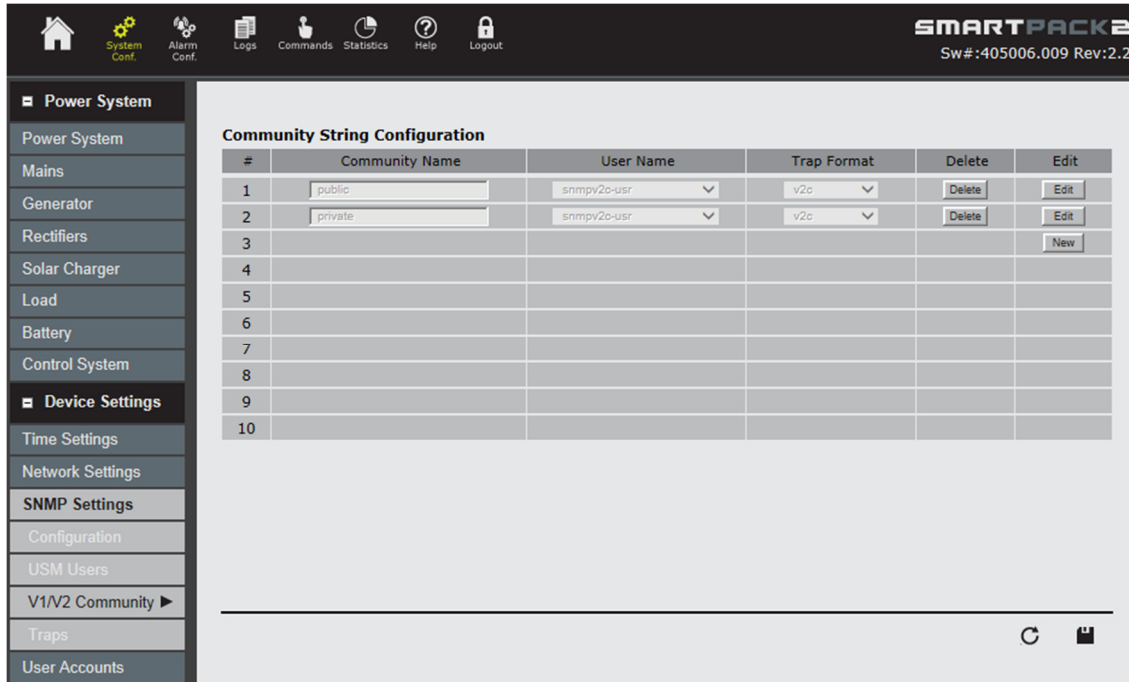 System Conf.
Alarm Conf.
Logs
Commands
Statistics
Help
Logout
SMARTPACK2
Sw#:405006.009 Rev:2.2
Power System
Power System
Mains
Generator
Rectifiers
Solar Charger
Load
Battery
Control System
Device Settings
Time Settings
Network Settings
SNMP Settings
Configuration
USM Users
V1/V2 Community
Traps
User Accounts
Community String Configuration
# Community Name User Name Trap Format Delete Edit
1 public snmpv2c-usr v2c Delete Edit
2 private snmpv2c-usr v2c Delete Edit
3 New
4
5
6
7
8
9
10